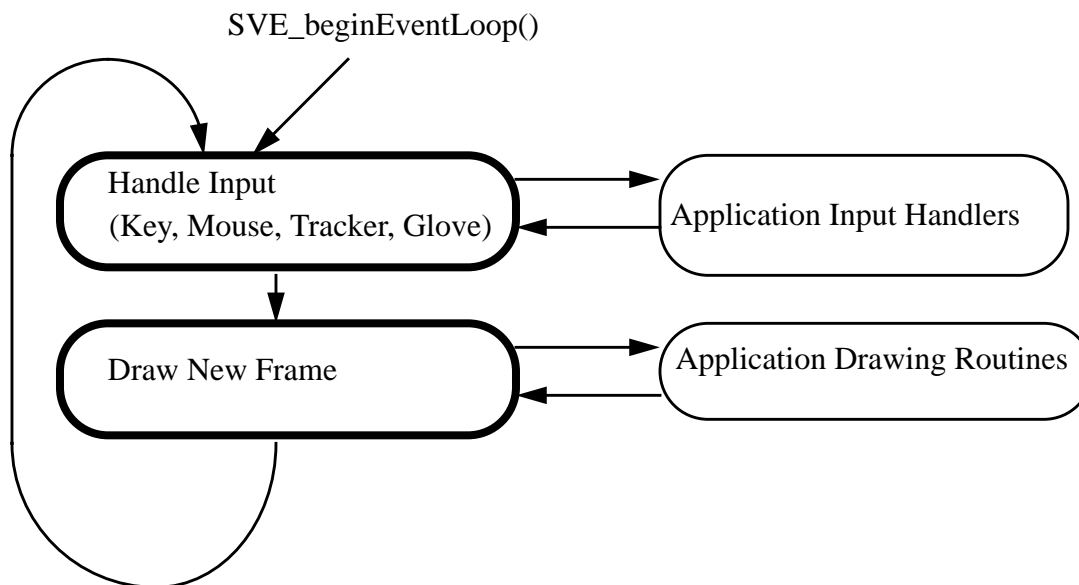 SVE_beginEventLoop()
Handle Input
(Key, Mouse, Tracker, Glove)
Application Input Handlers
Draw New Frame
Application Drawing Routines